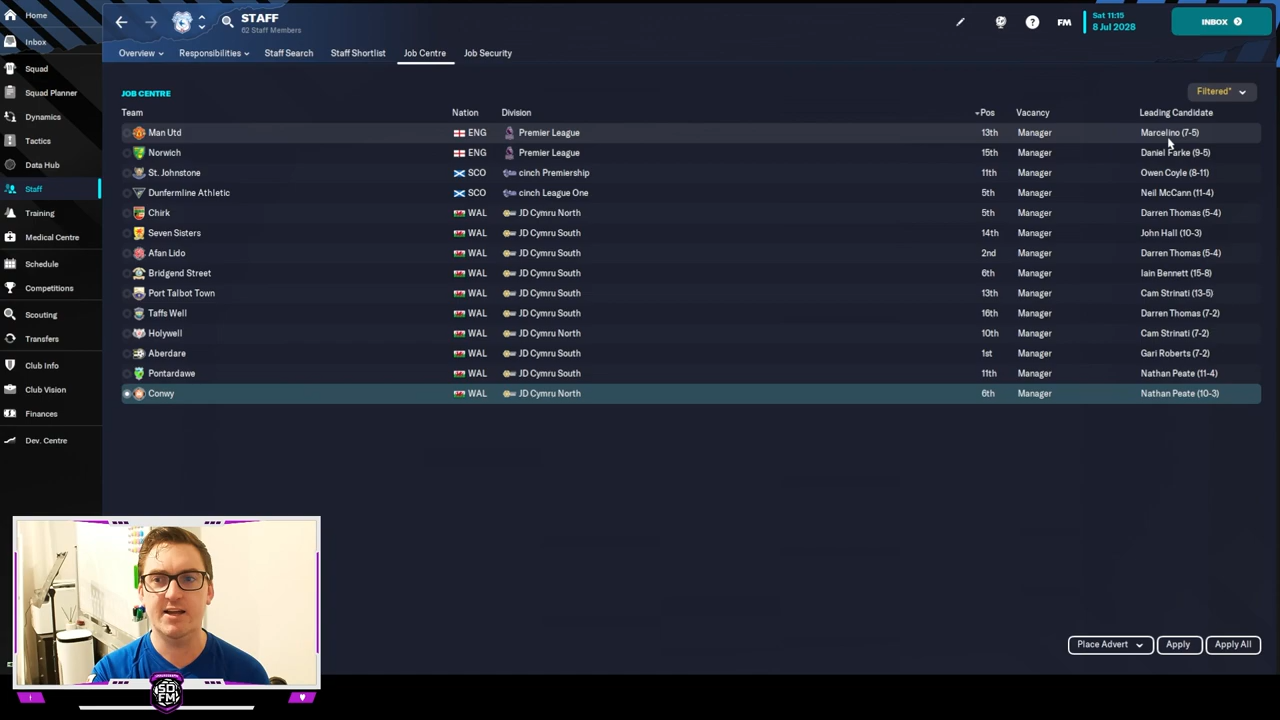 Home
Inbox
Squad
Squad Planner
Dynamics
Tactics
Data Hub
Staff
Training
Medical Centre
Schedule
Competitions
Scouting
Transfers
Club Info
Club Vision
Finances
Dev. Centre
STAFF
62 Staff Members
FM
Sat 11:15
8 Jul 2028
INBOX
Overview
Responsibilities
Staff Search
Staff Shortlist
Job Centre
Job Security
JOB CENTRE
Filtered*
Team Nation Division Pos Vacancy Leading Candidate
Man Utd ENG Premier League 13th Manager Marcelino (7-5)
Norwich ENG Premier League 15th Manager Daniel Farke (9-5)
St. Johnstone SCO cinch Premiership 11th Manager Owen Coyle (8-11)
Dunfermline Athletic SCO cinch League One 5th Manager Neil McCann (11-4)
Chirk WAL JD Cymru North 5th Manager Darren Thomas (5-4)
Seven Sisters WAL JD Cymru South 14th Manager John Hall (10-3)
Afan Lido WAL JD Cymru South 2nd Manager Darren Thomas (5-4)
Bridgend Street WAL JD Cymru South 6th Manager Iain Bennett (15-8)
Port Talbot Town WAL JD Cymru South 13th Manager Cam Strinati (13-5)
Taffs Well WAL JD Cymru South 16th Manager Darren Thomas (7-2)
Holywell WAL JD Cymru North 10th Manager Cam Strinati (7-2)
Aberdare WAL JD Cymru South 1st Manager Gari Roberts (7-2)
Pontardawe WAL JD Cymru South 11th Manager Nathan Peate (11-4)
Conwy WAL JD Cymru North 6th Manager Nathan Peate (10-3)
Place Advert
Apply
Apply All
SD
FM